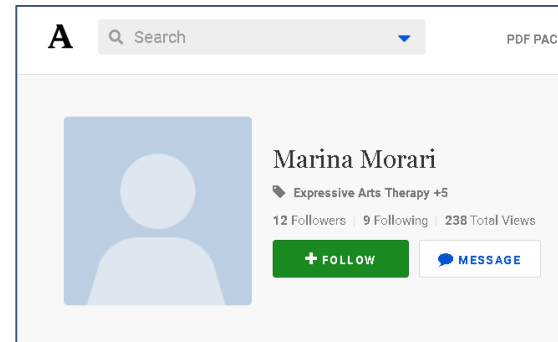 A Search PDF PAC
Marina Morari
Expressive Arts Therapy +5
12 Followers | 9 Following | 238 Total Views
FOLLOW MESSAGE